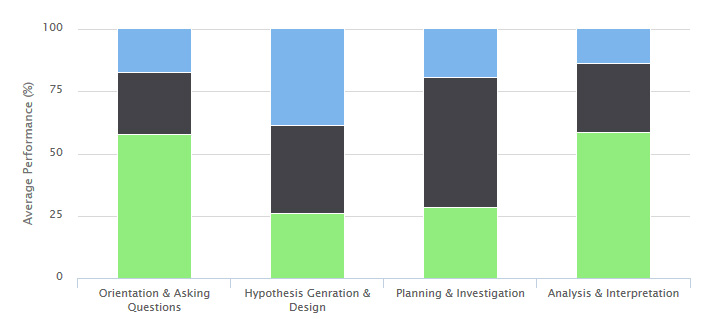 100
75
50
25
0
Average Performance (%)
Orientation & Asking
Questions
Hypothesis Genration &
Design
Planning & Investigation
Analysis & Interpretation